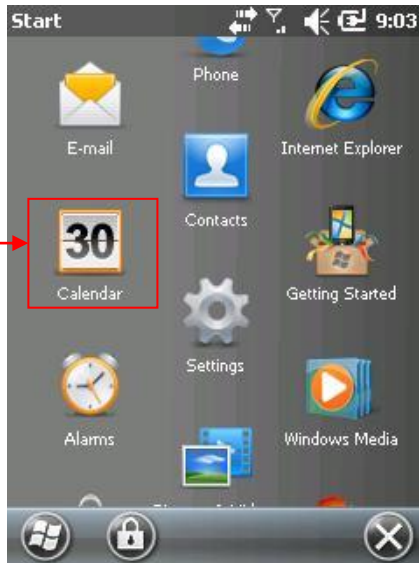 Start 9:03
Phone
E-mail
Internet Explorer
Contacts
30
Calendar
Getting Started
Settings
Alarms
Windows Media